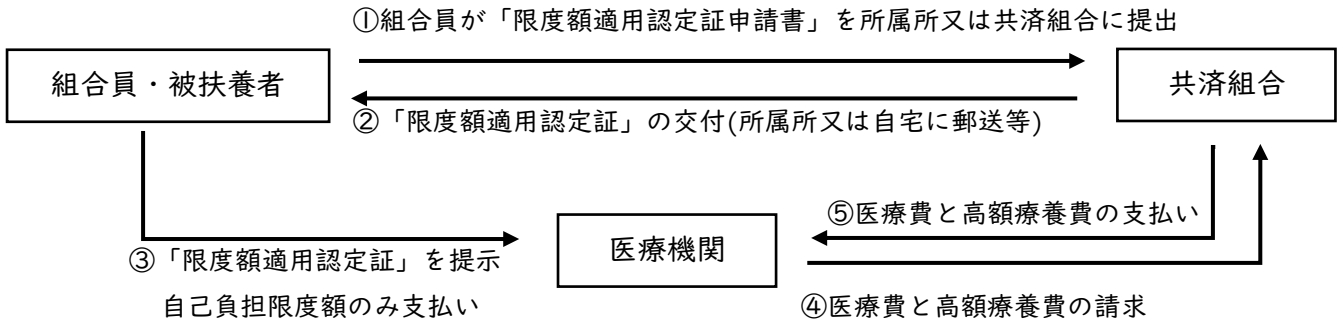 ①組合員が「限度額適用認定証申請書」を所属所又は共済組合に提出
組合員・被扶養者
共済組合
②「限度額適用認定証」の交付(所属所又は自宅に郵送等)
⑤医療費と高額療養費の支払い
医療機関
③「限度額適用認定証」を提示
自己負担限度額のみ支払い
④医療費と高額療養費の請求